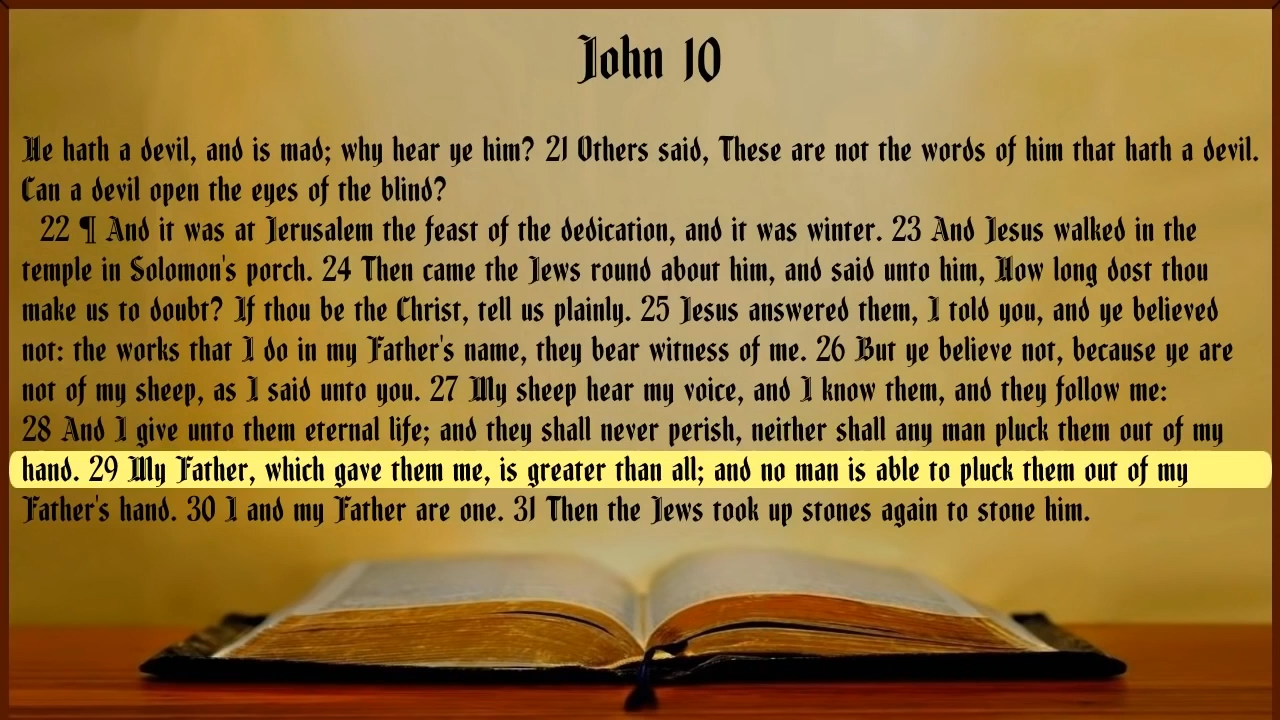 John 10
He hath a devil, and is mad; why hear ye him? 21 Others said, These are not the words of him that hath a devil.
Can a devil open the eyes of the blind?
22 ¶ And it was at Jerusalem the feast of the dedication, and it was winter. 23 And Jesus walked in the
temple in Solomon's porch. 24 Then came the Jews round about him, and said unto him, How long dost thou
make us to doubt? If thou be the Christ, tell us plainly. 25 Jesus answered them, I told you, and ye believed
not: the works that I do in my Father's name, they bear witness of me. 26 But ye believe not, because ye are
not of my sheep, as I said unto you. 27 My sheep hear my voice, and I know them, and they follow me:
28 And I give unto them eternal life; and they shall never perish, neither shall any man pluck them out of my
hand. 29 My Father, which gave them me, is greater than all; and no man is able to pluck them out of my
Father's hand. 30 I and my Father are one. 31 Then the Jews took up stones again to stone him.